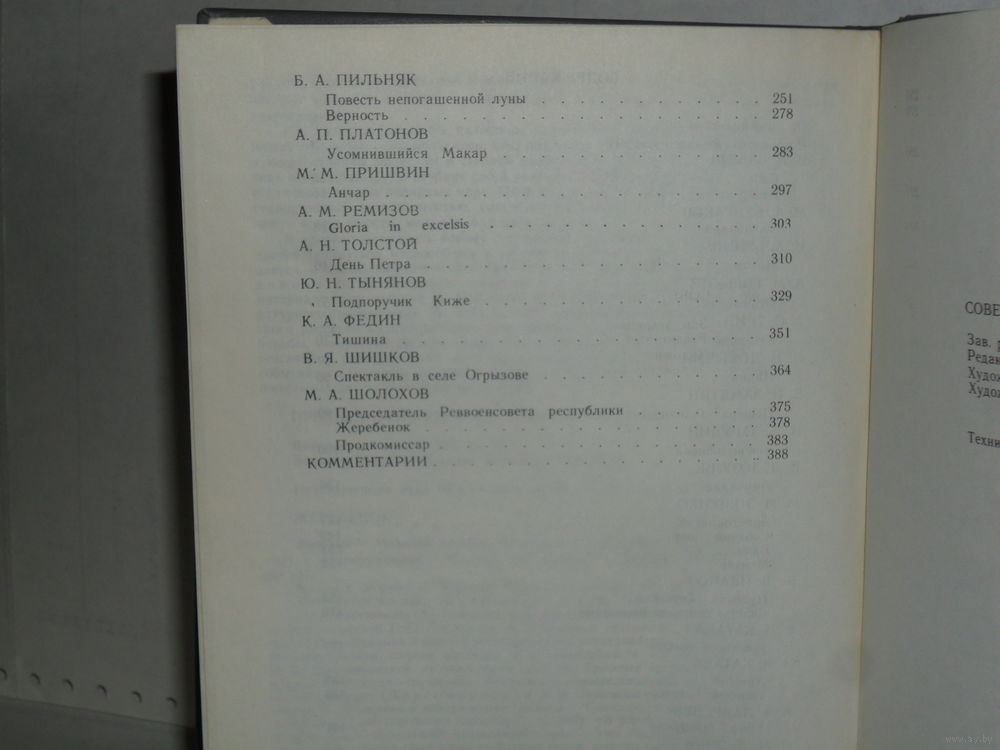 Б. А. ПИЛЬНЯК
Повесть непогашенной луны . . . . . . . . . . . . . 251
Верность . . . . . . . . . . . . . . . . . . . 278
А. П. ПЛАТОНОВ
Усомнившийся Макар . . . . . . . . . . . . . . . 283
М. М. ПРИШВИН
Анчар . . . . . . . . . . . . . . . . . . . . 297
А. М. РЕМИЗОВ
Gloria in excelsis . . . . . . . . . . . . . . . . 303
А. Н. ТОЛСТОЙ
День Петра . . . . . . . . . . . . . . . . . . 310
Ю. Н. ТЫНЯНОВ
Подпоручик Киже . . . . . . . . . . . . . . . . 329
К. А. ФЕДИН
Тишина . . . . . . . . . . . . . . . . . . . 351
В. Я. ШИШКОВ
Спектакль в селе Огрызове . . . . . . . . . . . . . 364
М. А. ШОЛОХОВ
Председатель Реввоенсовета республики . . . . . . . 375
Жеребенок . . . . . . . . . . . . . . . . . . 378
Продкомиссар . . . . . . . . . . . . . . . . . 383
КОММЕНТАРИИ . . . . . . . . . . . . . . . . . 388
СОВЕ
Зав. р
Редак
Худож
Худо
Техни
www.ay.by